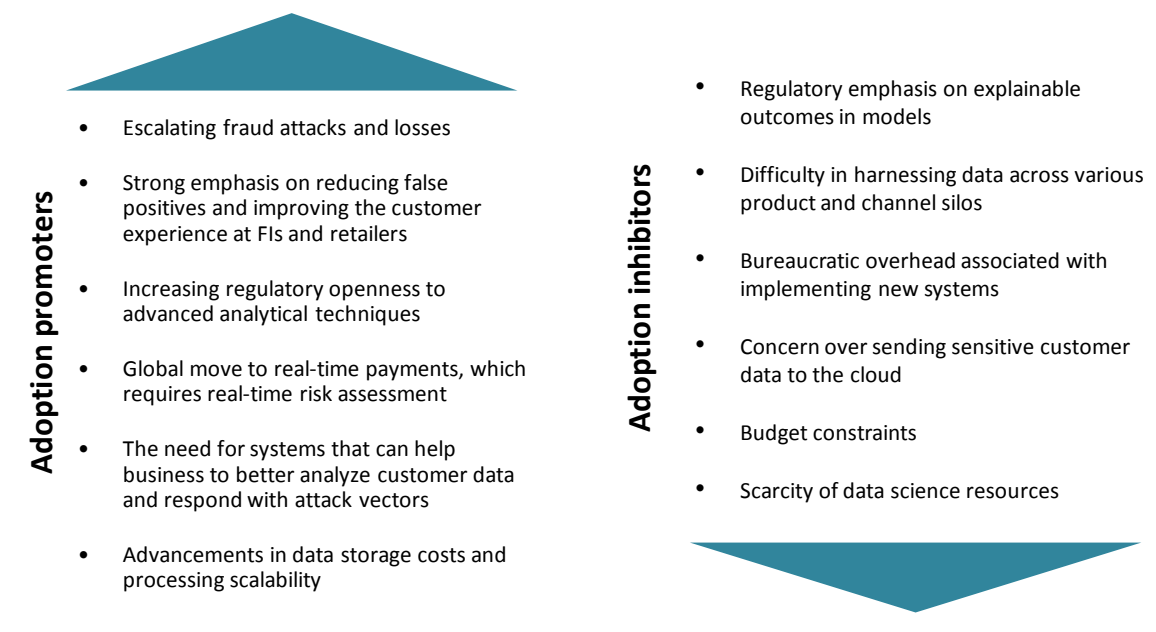 Adoption promoters
• Escalating fraud attacks and losses
• Strong emphasis on reducing false
positives and improving the customer
experience at FIs and retailers
• Increasing regulatory openness to
advanced analytical techniques
• Global move to real-time payments, which
requires real-time risk assessment
• The need for systems that can help
business to better analyze customer data
and respond with attack vectors
• Advancements in data storage costs and
processing scalability
Adoption inhibitors
• Regulatory emphasis on explainable
outcomes in models
• Difficulty in harnessing data across various
product and channel silos
• Bureaucratic overhead associated with
implementing new systems
• Concern over sending sensitive customer
data to the cloud
• Budget constraints
• Scarcity of data science resources